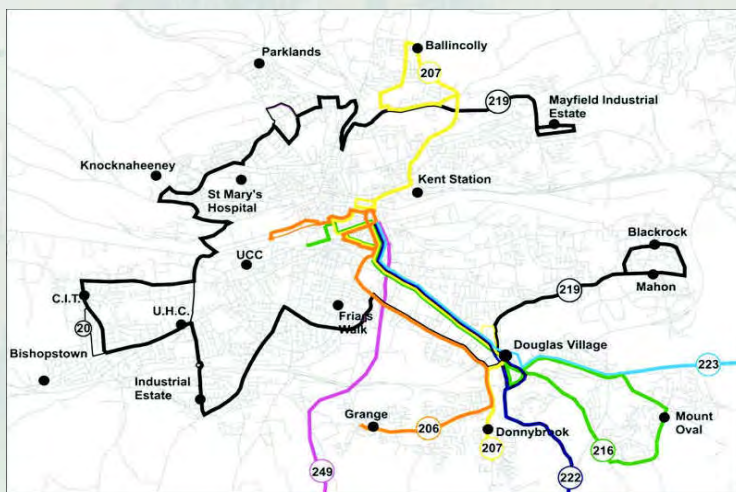 Parklands
Ballincolly
207
219
Mayfield Industrial
Estate
Knocknaheeney
St Mary's
Hospital
Kent Station
Blackrock
UCC
219
Mahon
C.I.T.
20
U.H.C.
Friars
Walk
Bishopstown
Douglas Village
223
Industrial
Estate
Grange
206
Donnybrook
207
Mount
Oval
216
249
222